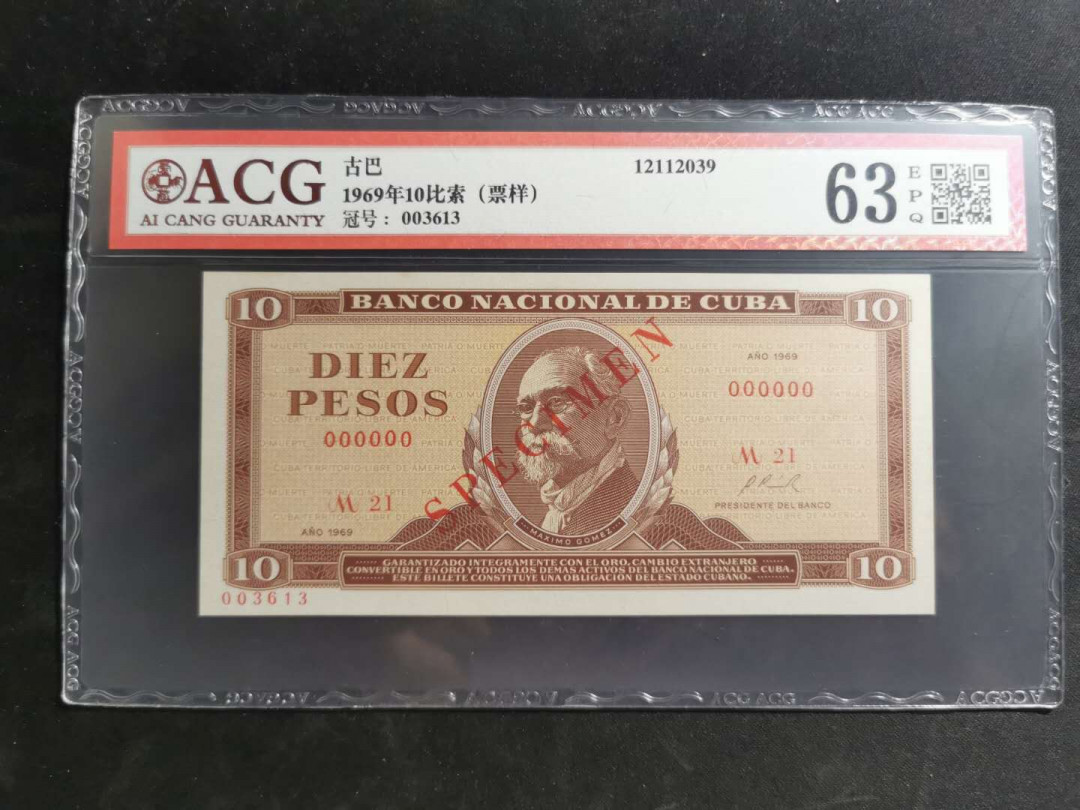 ACG
AI CANG GUARANTY
古巴
1969年10比索（票样）
冠号：003613
12112039
63
EPQ
10 BANCO NACIONAL DE CUBA 10
DIEZ
PESOS
000000
M 21
AÑO 1969
SPECIMEN
MAXIMO GOMEZ
AÑO 1969
000000
M 21
PRESIDENTE DEL BANCO
10
GARANTIZADO INTEGRAMENTE CON EL ORO, CAMBIO EXTRANJERO
CONVERTIBLE EN ORO Y TODOS LOS DEMAS ACTIVOS DEL BANCO NACIONAL DE CUBA.
ESTE BILLETE CONSTITUYE UNA OBLIGACION DEL ESTADO CUBANO.
10
003613